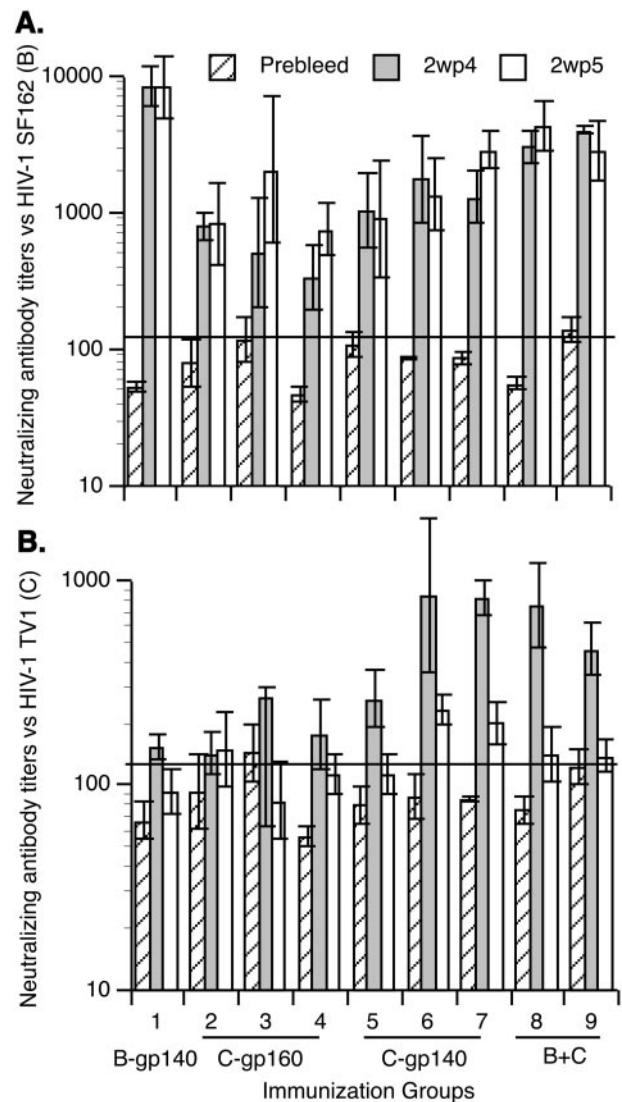 A.
Prebleed 2wp4 2wp5
Neutralizing antibody titers vs HIV-1 SF162 (B)
10000
1000
100
10
B.
Neutralizing antibody titers vs HIV-1 TV1 (C)
1000
100
10
1 2 3 4 5 6 7 8 9
B-gp140 C-gp160 C-gp140 B+C
Immunization Groups